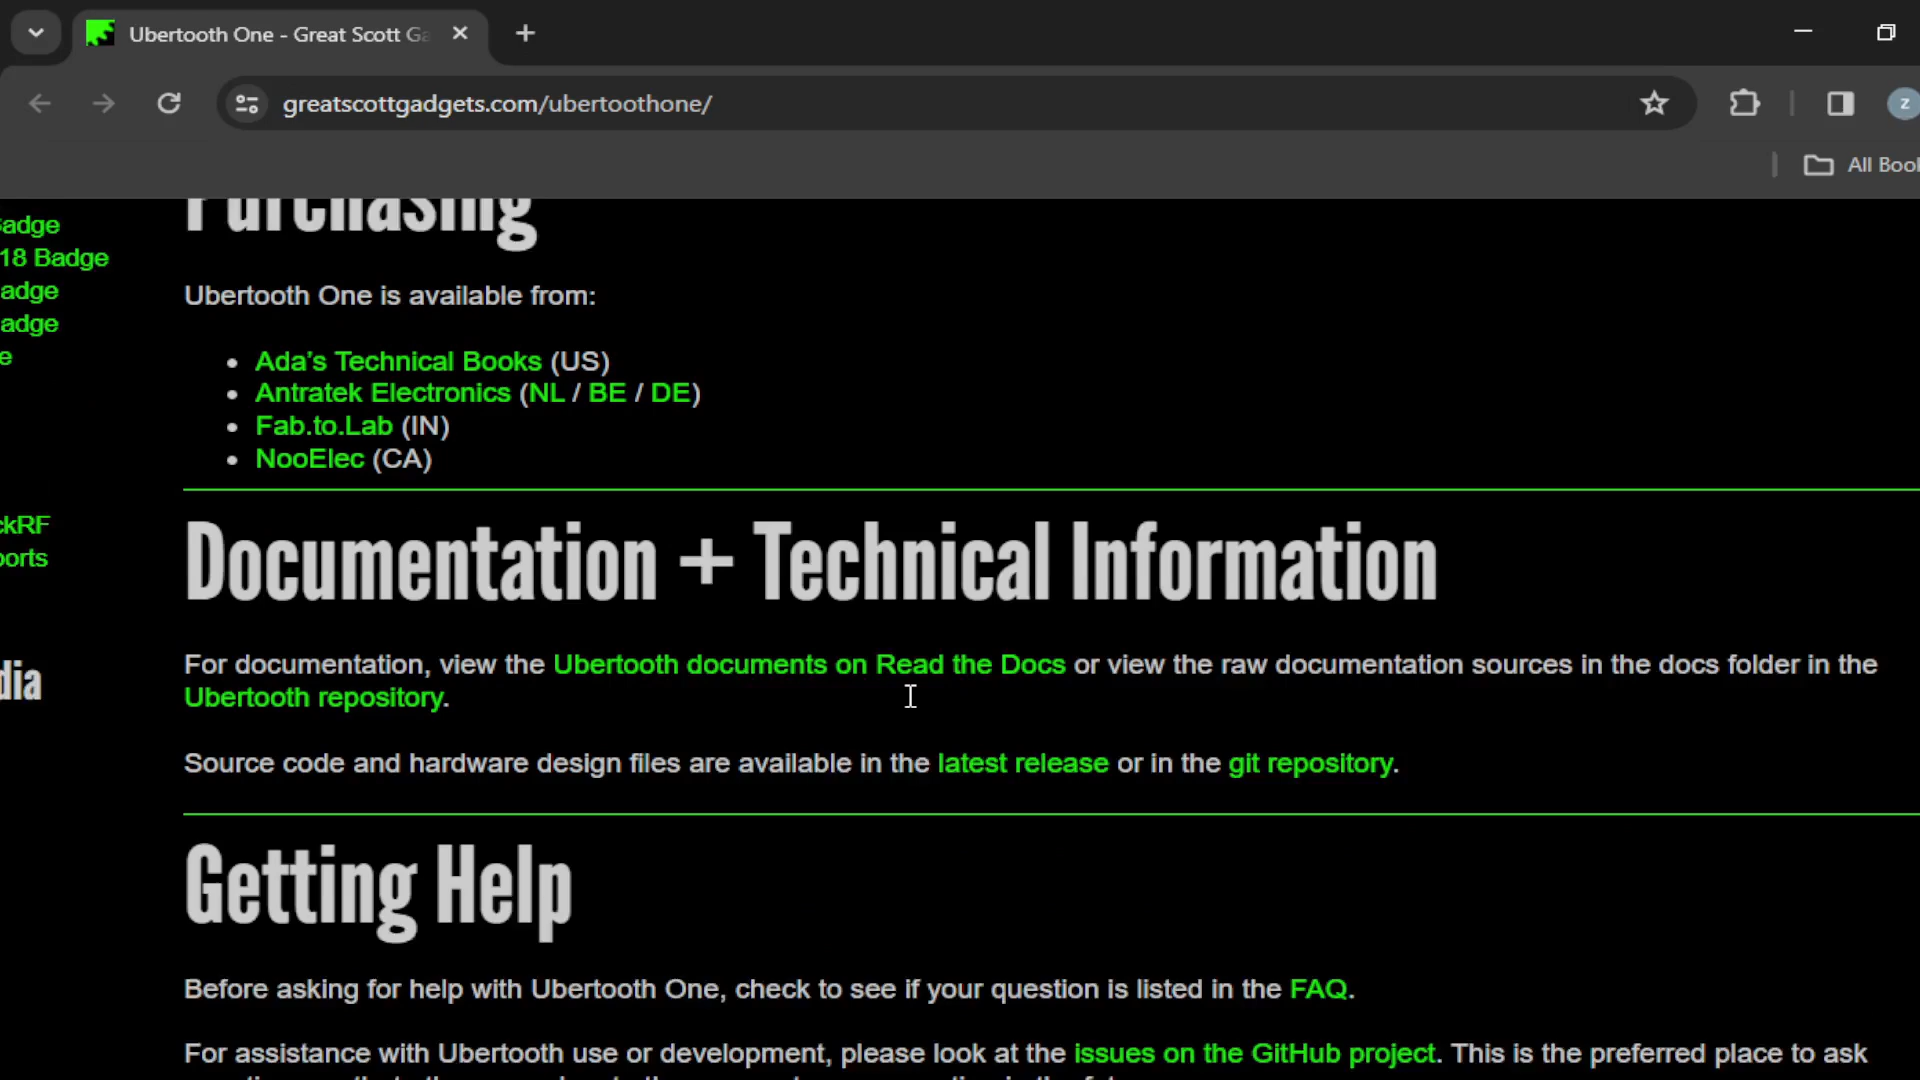 Ubertooth One - Great Scott Ga
greatscottgadgets.com/ubertoothone/
All Book
Purchasing
adge
18 Badge
adge
adge
e
Ubertooth One is available from:
• Ada's Technical Books (US)
• Antratek Electronics (NL / BE / DE)
• Fab.to.Lab (IN)
• NooElec (CA)
ckRF
ports
dia
Documentation + Technical Information
For documentation, view the Ubertooth documents on Read the Docs or view the raw documentation sources in the docs folder in the
Ubertooth repository.
Source code and hardware design files are available in the latest release or in the git repository.
Getting Help
Before asking for help with Ubertooth One, check to see if your question is listed in the FAQ.
For assistance with Ubertooth use or development, please look at the issues on the GitHub project. This is the preferred place to ask